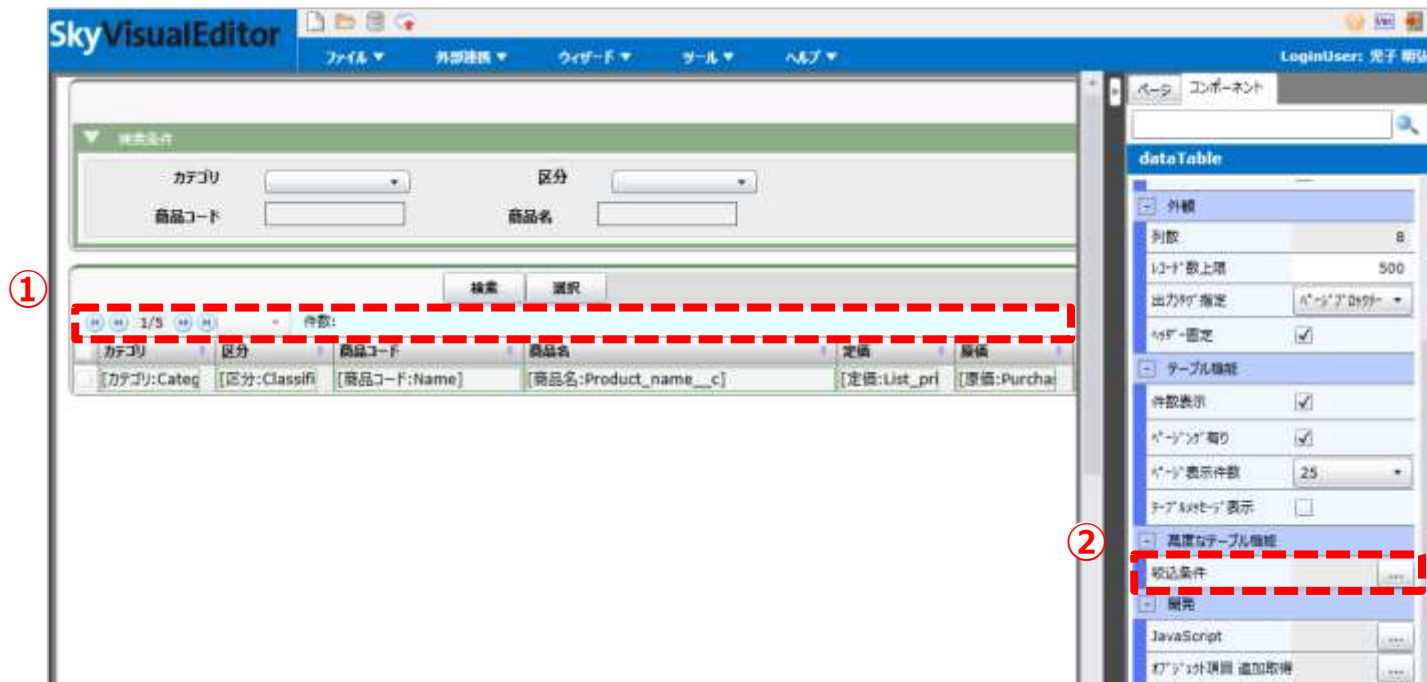 SkyVisualEditor
ファイル ▼ 外部連携 ▼ ウィザード ▼ ツール ▼ ヘルプ ▼ LoginUser: 児子 明弘
ページ コンポーネント
▼ 検索条件
dataTable
カテゴリ 区分
外観
商品コード 商品名
列数 8
ﾚｺｰﾄﾞ数上限 500
①
検索 選択
出力ﾀｸﾞ指定 ﾍﾟｰｼﾞﾌﾞﾛｯｸﾃｰ
1/5 件数:
ﾍｯﾀﾞｰ固定
カテゴリ 区分 商品コード 商品名 定価 原価
テーブル機能
[カテゴリ:Categ [区分:Classifi [商品コード:Name] [商品名:Product_name__c] [定価:List_pri [原価:Purcha
件数表示
ﾍﾟｰｼﾞﾝｸﾞ有り
ﾍﾟｰｼﾞ表示件数 25
ﾃｰﾌﾞﾙﾒｯｾｰｼﾞ表示
②
高度なテーブル機能
絞込条件 ...
開発
JavaScript ...
ｵﾌﾞｼﾞｪｸﾄ項目 追加取得 ...